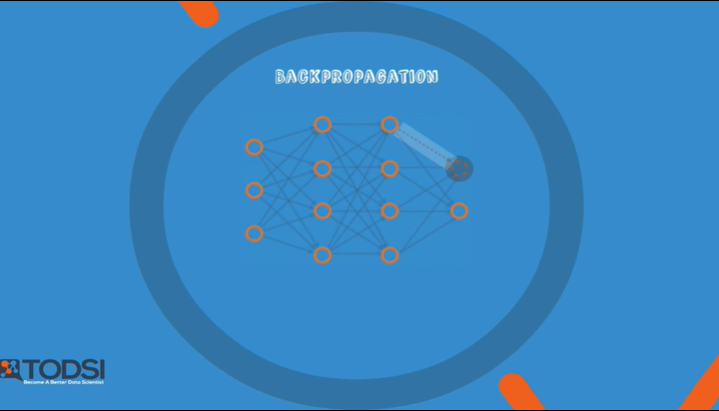 BACKPROPAGATION
TODSI
Become A Better Data Scientist